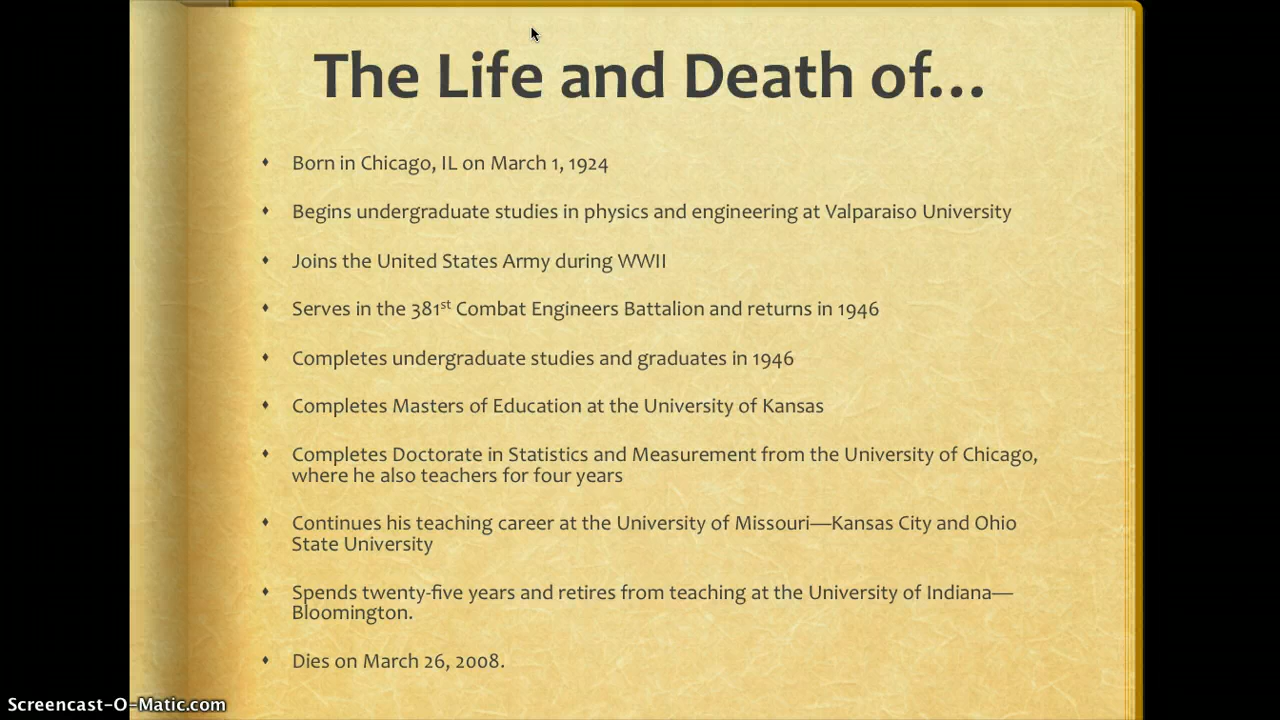 The Life and Death of...
♦ Born in Chicago, IL on March 1, 1924
♦ Begins undergraduate studies in physics and engineering at Valparaiso University
♦ Joins the United States Army during WWII
♦ Serves in the 381st Combat Engineers Battalion and returns in 1946
♦ Completes undergraduate studies and graduates in 1946
♦ Completes Masters of Education at the University of Kansas
♦ Completes Doctorate in Statistics and Measurement from the University of Chicago,
where he also teachers for four years
♦ Continues his teaching career at the University of Missouri—Kansas City and Ohio
State University
♦ Spends twenty-five years and retires from teaching at the University of Indiana—
Bloomington.
♦ Dies on March 26, 2008.
Screencast-O-Matic.com